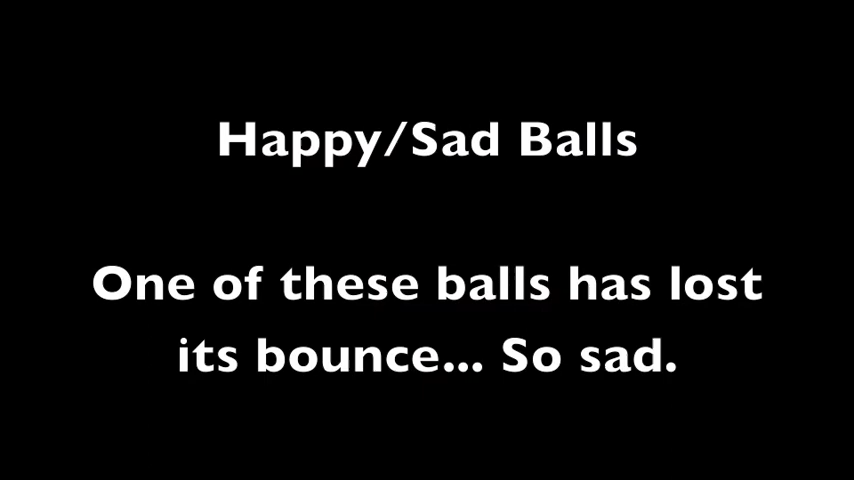 Happy/Sad Balls
One of these balls has lost
its bounce... So sad.